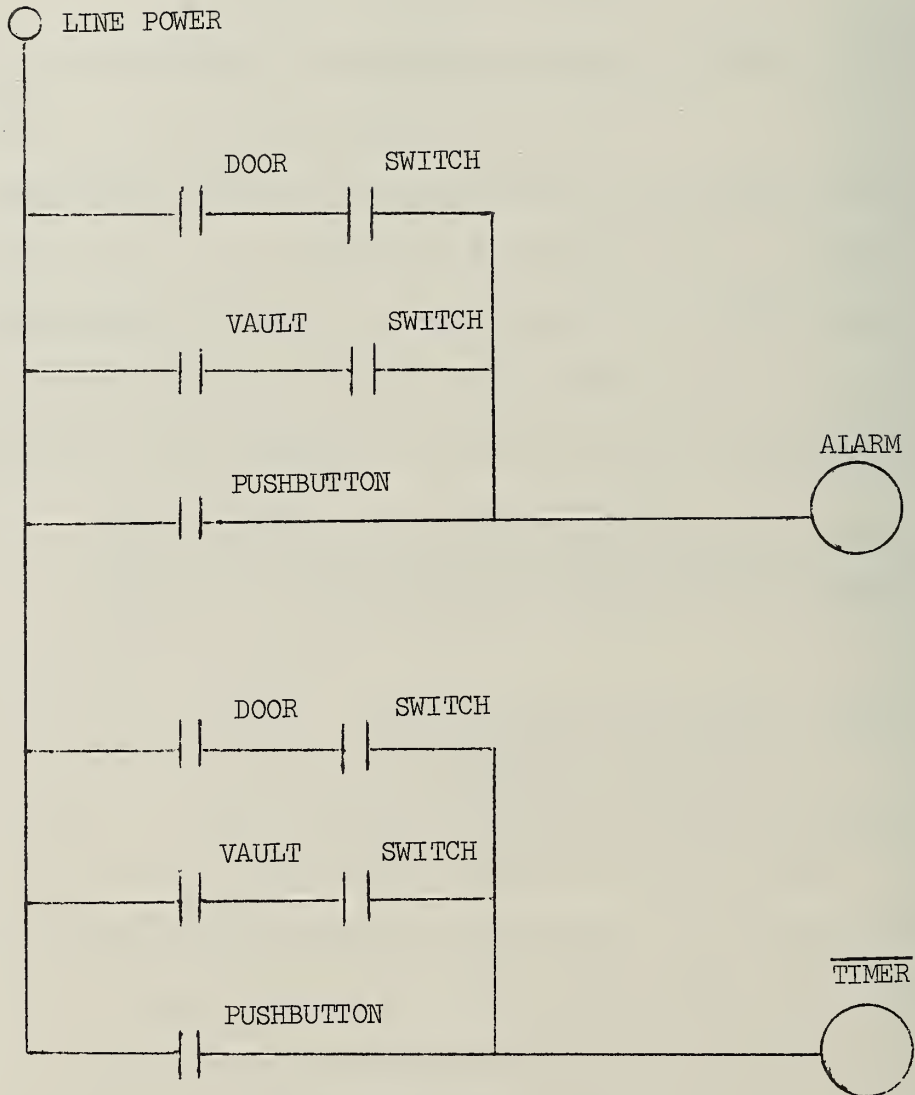 LINE POWER
DOOR SWITCH
VAULT SWITCH
PUSHBUTTON
ALARM
DOOR SWITCH
VAULT SWITCH
TIMER
PUSHBUTTON